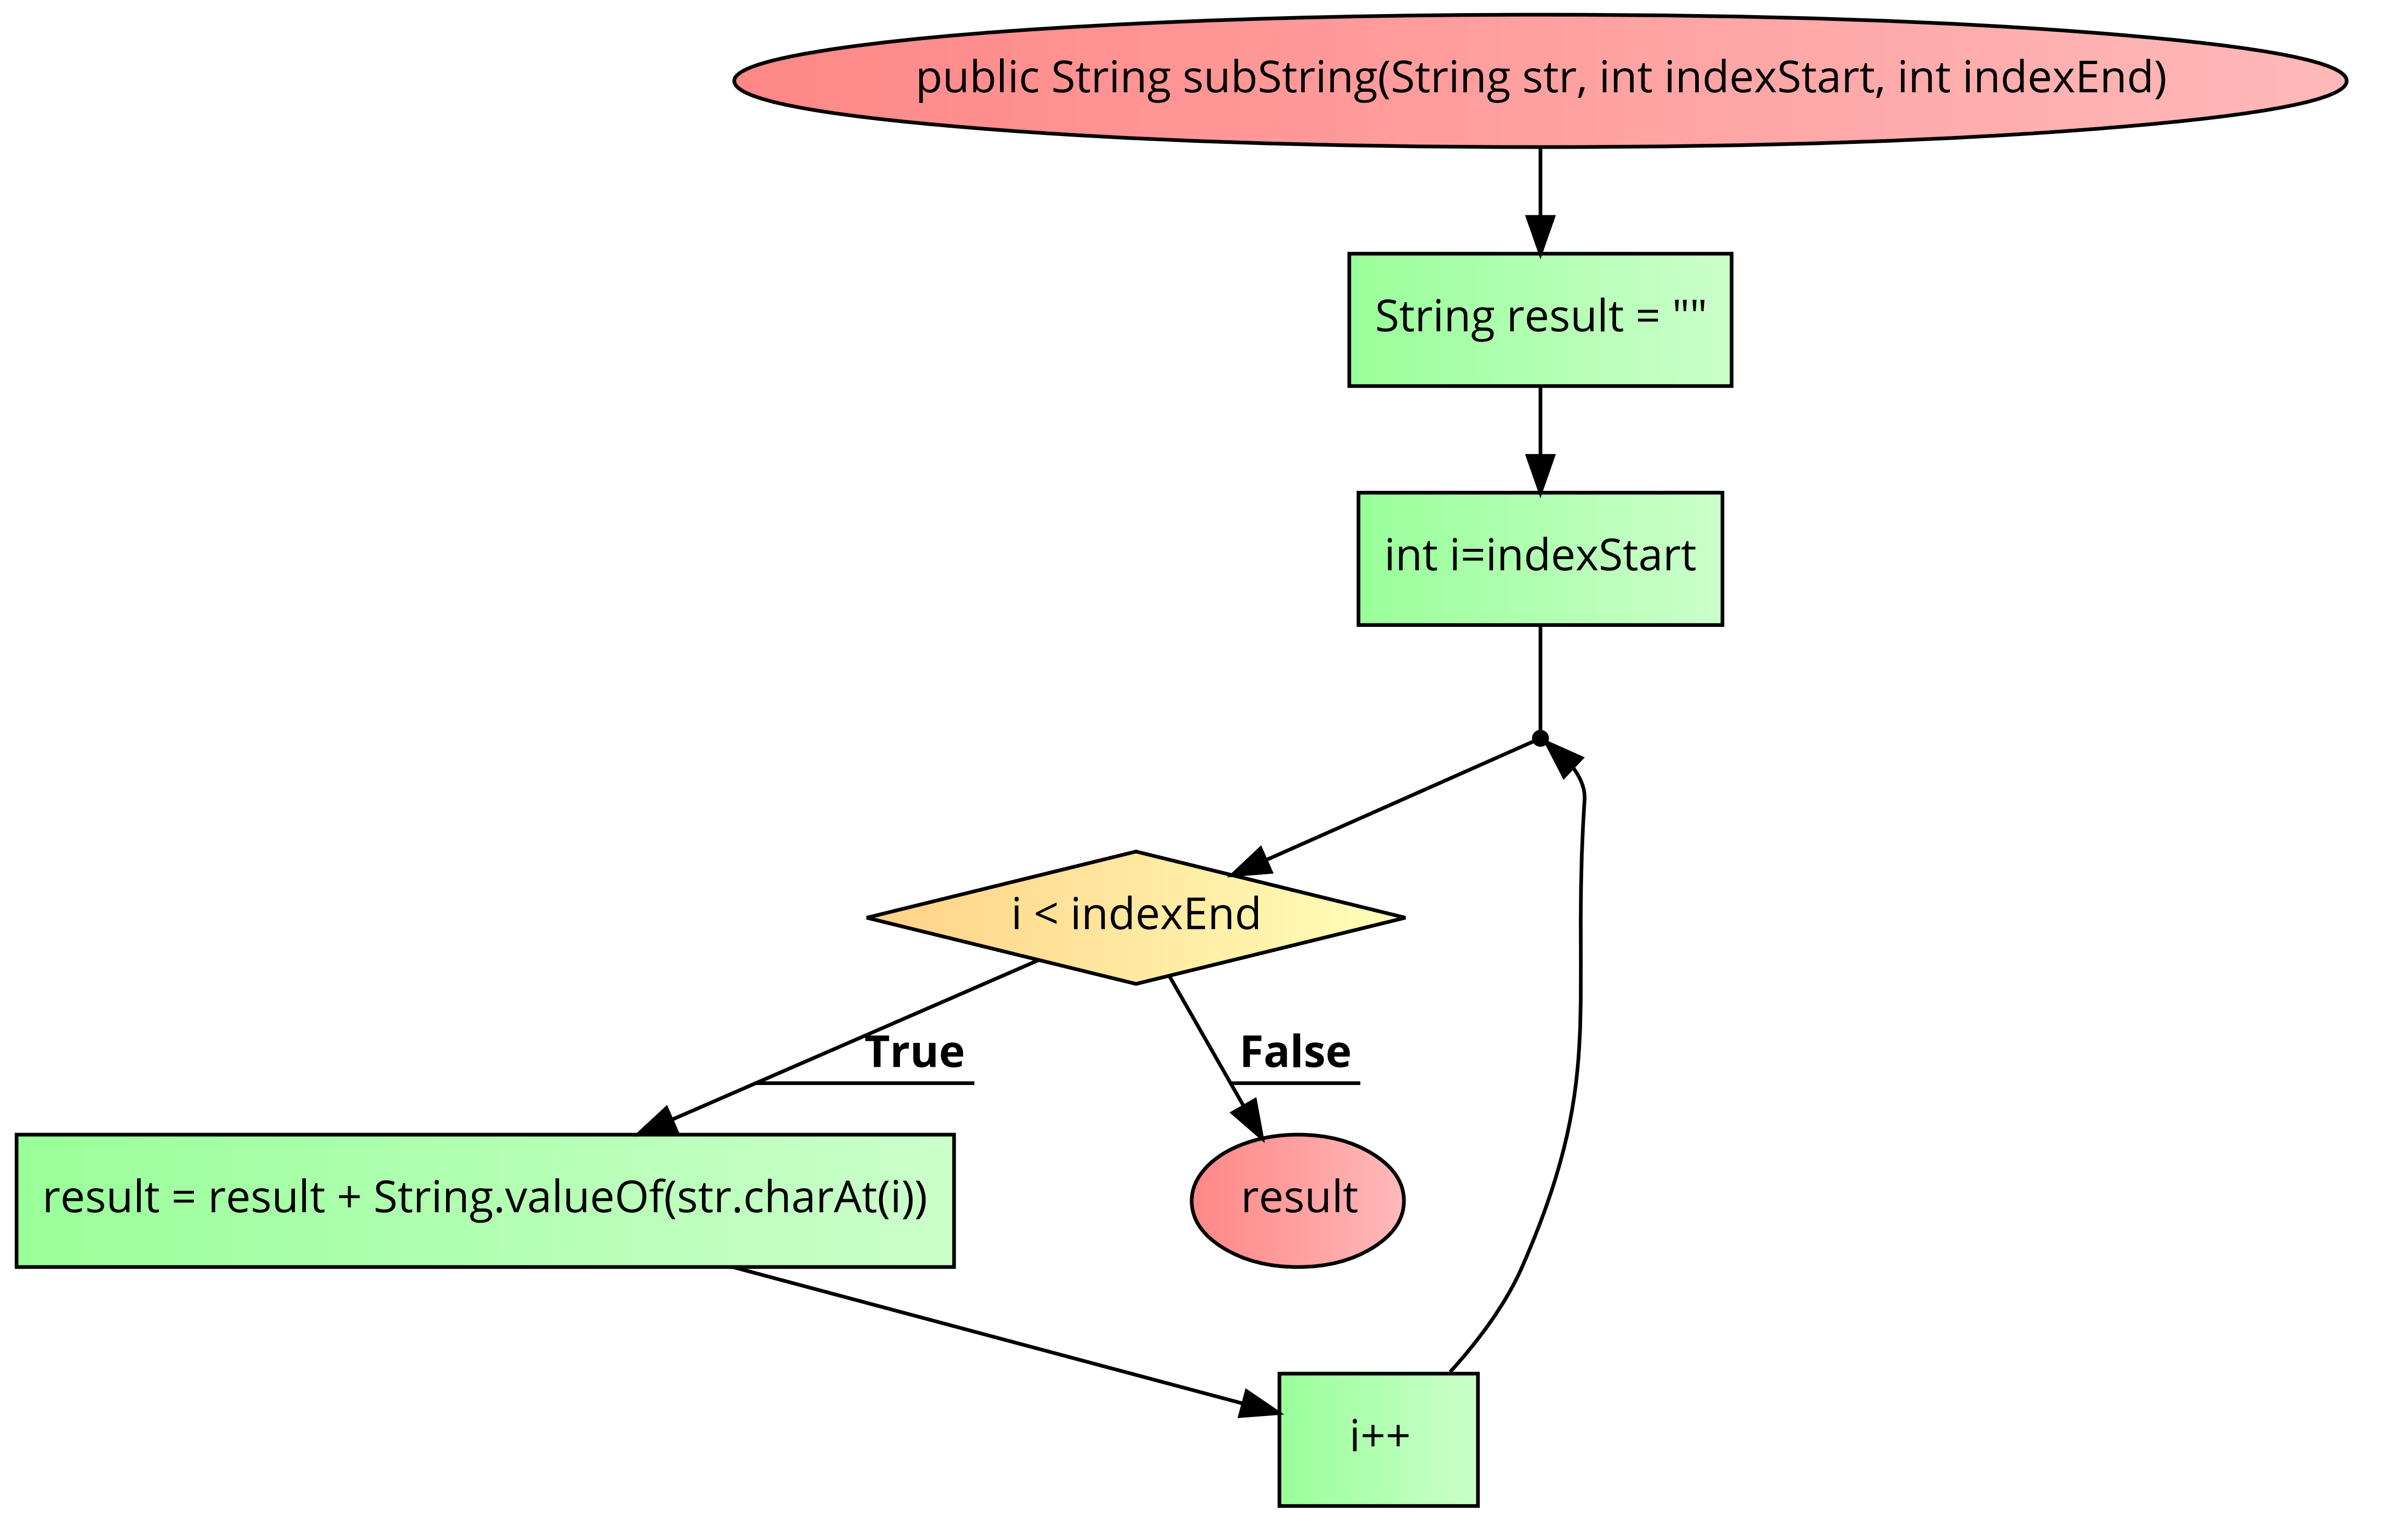 public String subString(String str, int indexStart, int indexEnd)
String result = ""
int i=indexStart
i < indexEnd
True
False
result = result + String.valueOf(str.charAt(i))
result
i++